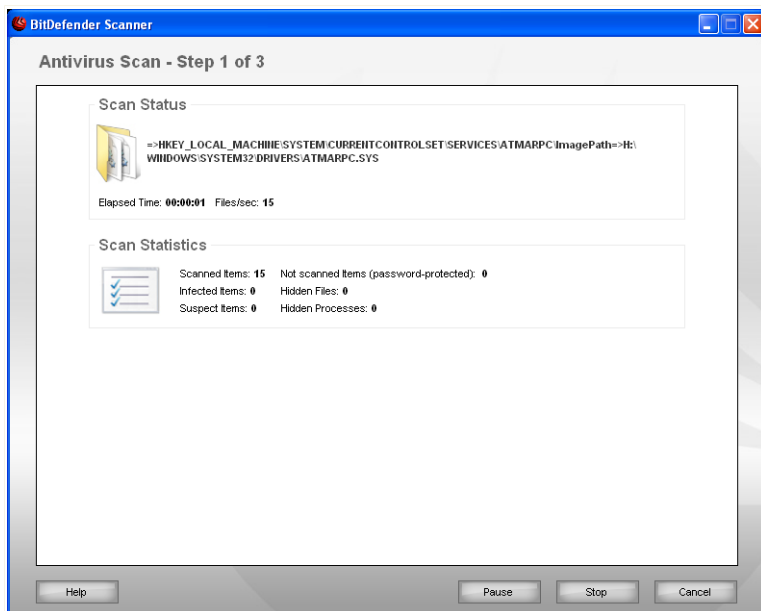 BitDefender Scanner
Antivirus Scan - Step 1 of 3
Scan Status
=>HKEY_LOCAL_MACHINE\SYSTEM\CURRENTCONTROLSET\SERVICES\ATMARPC\ImagePath=>H:\
WINDOWS\SYSTEM32\DRIVERS\ATMARPC.SYS
Elapsed Time: 00:00:01 Files/sec: 15
Scan Statistics
Scanned Items: 15 Not scanned Items (password-protected): 0
Infected Items: 0 Hidden Files: 0
Suspect Items: 0 Hidden Processes: 0
Help Pause Stop Cancel